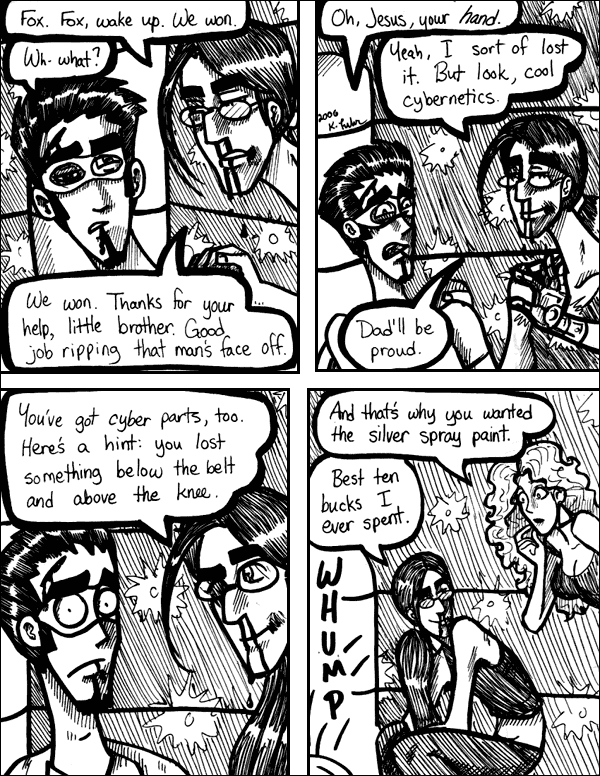 Fox. Fox, wake up. We won.
Wh- what?
We won. Thanks for your
help, little brother. Good
job ripping that man's face off.
Oh, Jesus, your hand.
Yeah, I sort of lost
it. But look, cool
cybernetics.
2006
Dad'll be
proud.
You've got cyber parts, too.
Here's a hint: you lost
something below the belt
and above the knee.
And that's why you wanted
the silver spray paint.
Best ten
bucks I
ever spent.
WHUMP